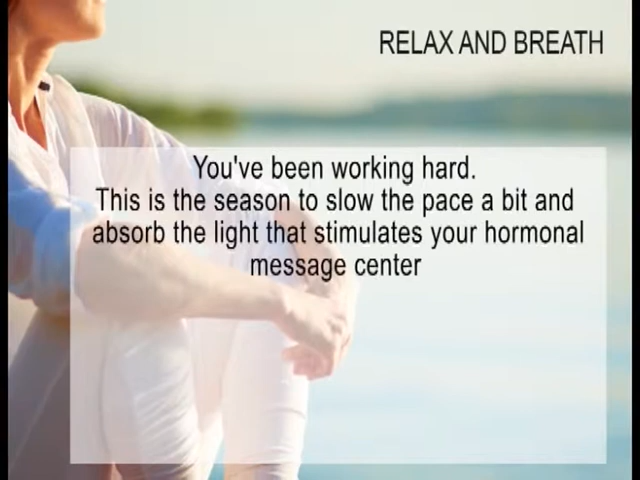 RELAX AND BREATH
You've been working hard.
This is the season to slow the pace a bit and
absorb the light that stimulates your hormonal
message center